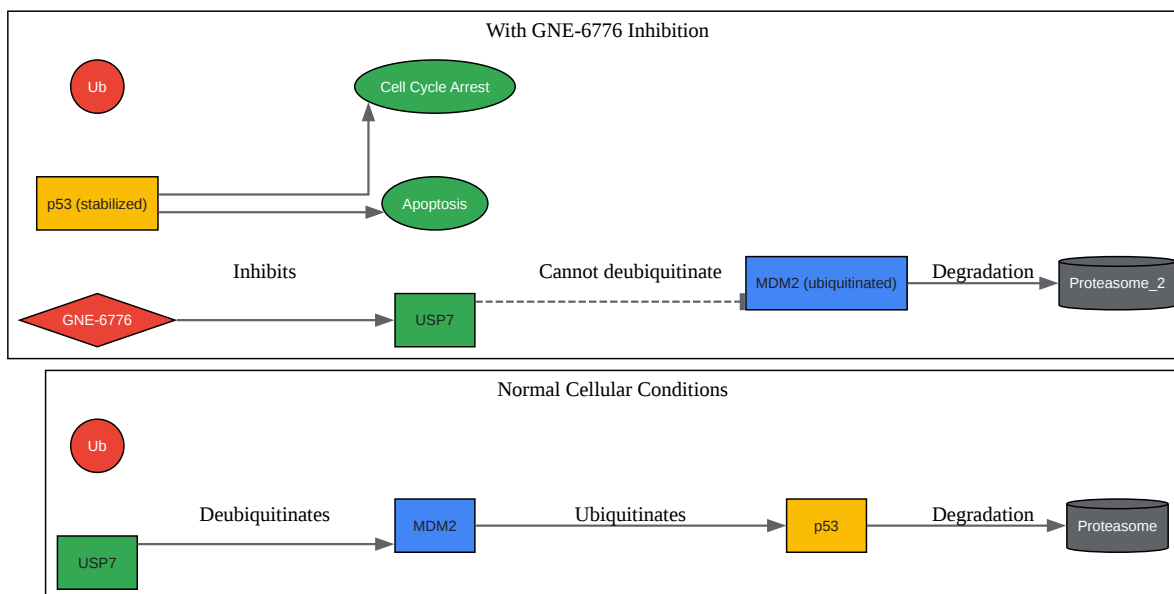 With GNE-6776 Inhibition
Ub
Cell Cycle Arrest
p53 (stabilized)
Apoptosis
Inhibits
Cannot deubiquitinate
MDM2 (ubiquitinated)
Degradation
Proteasome_2
GNE-6776
USP7
Normal Cellular Conditions
Ub
Deubiquitinates
MDM2
Ubiquitinates
p53
Degradation
Proteasome
USP7